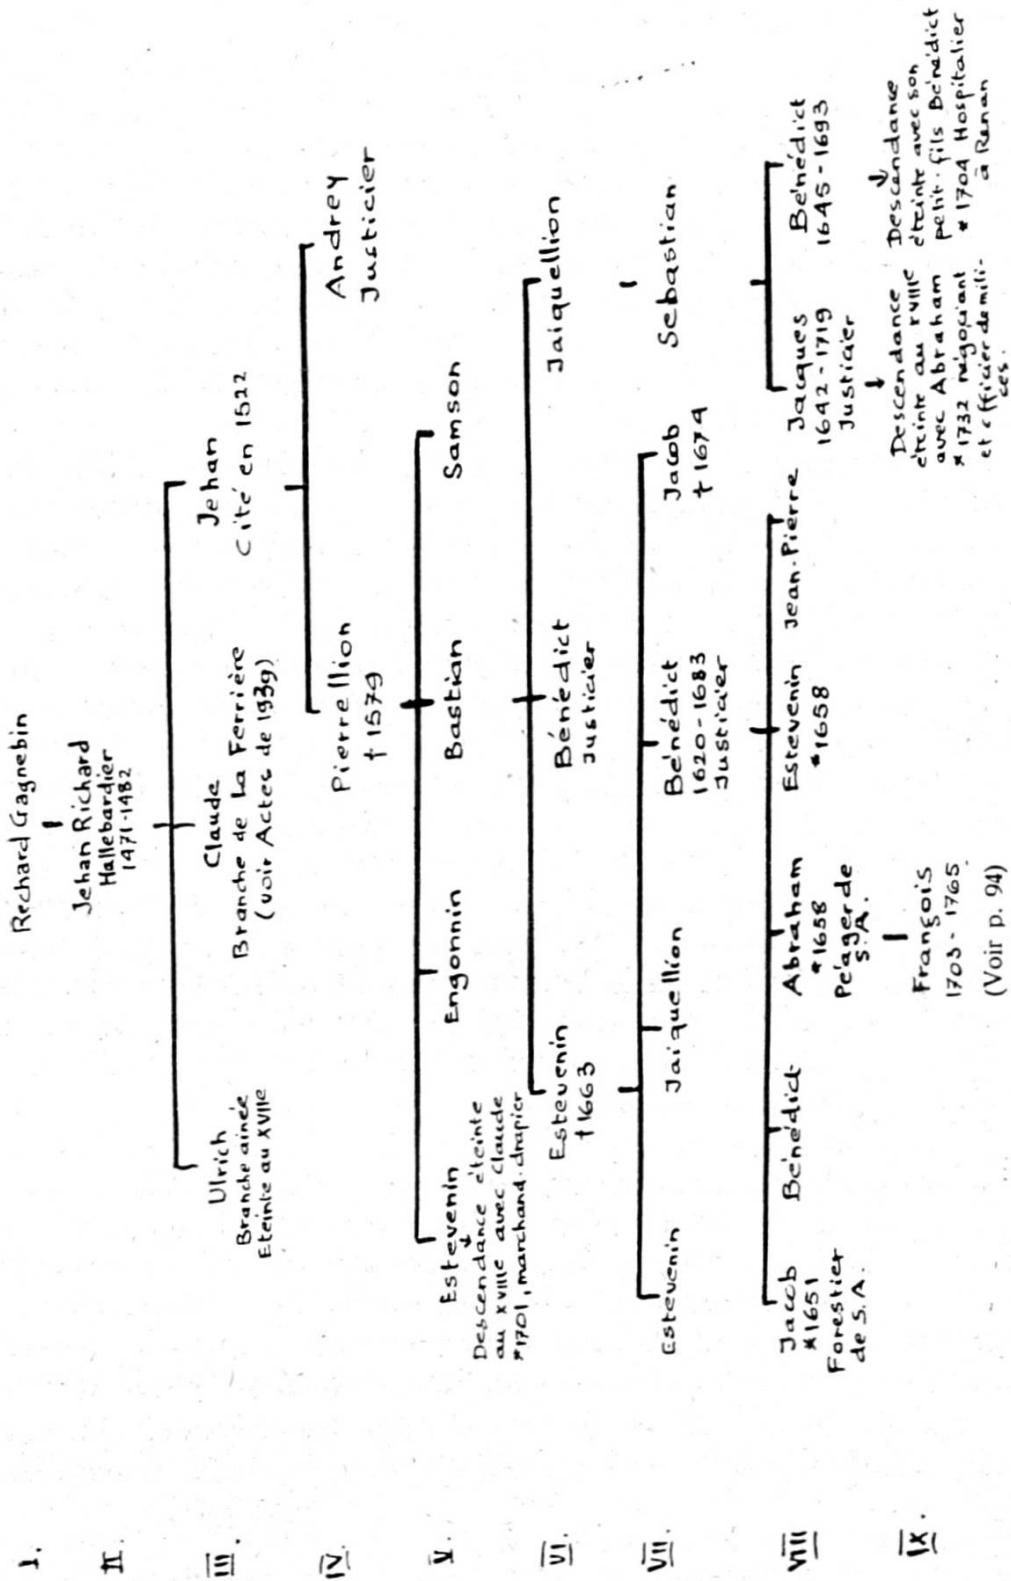 I.
Rechard Gagnebin
II.
Jehan Richard
Hallebardier
1471-1482
III.
Ulrich
Branche ainée
Eteinte au XVIIe
Claude
Branche de La Ferrière
(voir Actes de 1939)
Jehan
Cité en 1522
IV.
Pierrellion
† 1579
Andrey
Justicier
V.
Estevenin
↓
Descendance éteinte
au XVIIIe avec Claude
*1701, marchand-drapier
Engonnin
Bastian
Samson
VI.
Estevenin
†1663
Bénédict
Justicier
Jaiquellion
VII.
Estevenin
Jaiquellion
Bénédict
1620-1683
Justicier
Jacob
†1674
Sebastian
VIII
Jacob
*1651
Forestier
de S.A.
Bénédict
Abraham
*1658
Péager de
S.A.
Estevenin
*1658
Jean-Pierre
Jacques
1642-1719
Justicier
↓
Descendance
éteinte au XVIIIe
avec Abraham
*1732 négociant
et officier de mili-
ces.
Bénédict
1645-1693
↓
Descendance
éteinte avec son
petit-fils Bénédict
*1704 Hospitalier
à Renan
IX.
François
1703-1765
(Voir p. 94)